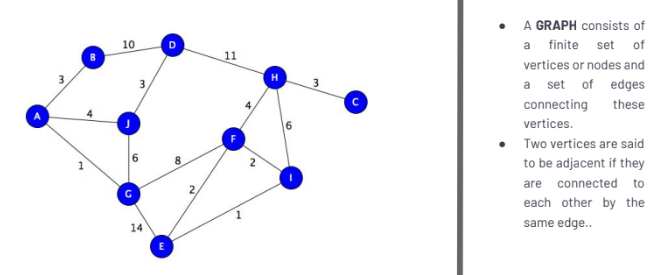 10
D
B
11
H
3
3
3
C
4
4
A
J
6
F
6
8
2
1
I
G
2
1
14
E
● A GRAPH consists of
a finite set of
vertices or nodes and
a set of edges
connecting these
vertices.
● Two vertices are said
to be adjacent if they
are connected to
each other by the
same edge..